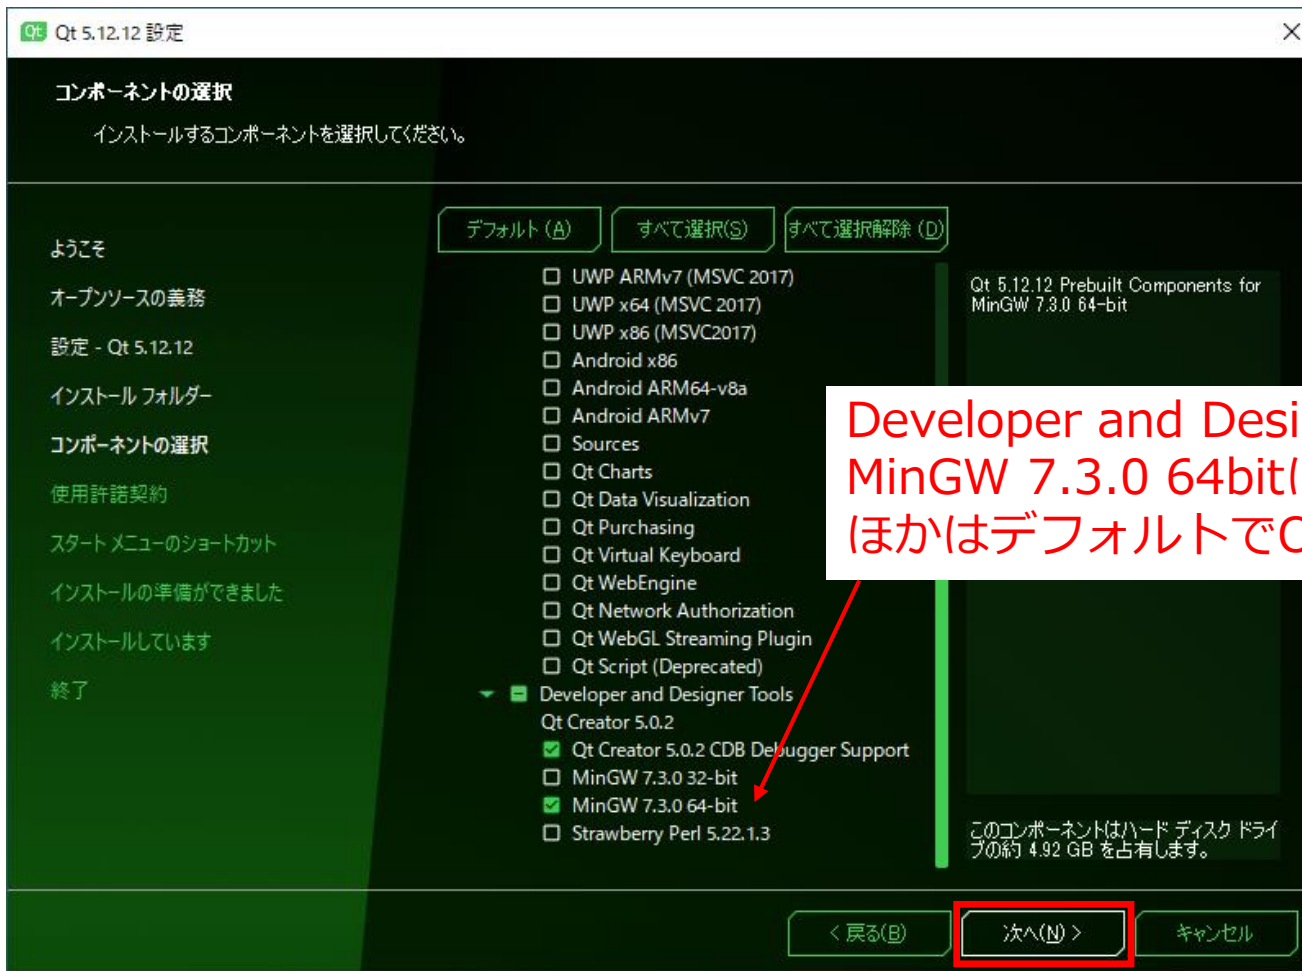 Qt 5.12.12 設定
コンポーネントの選択
インストールするコンポーネントを選択してください。
ようこそ
オープンソースの義務
設定 - Qt 5.12.12
インストール フォルダー
コンポーネントの選択
使用許諾契約
スタート メニューのショートカット
インストールの準備ができました
インストールしています
終了
デフォルト (A)
すべて選択(S)
すべて選択解除 (D)
UWP ARMv7 (MSVC 2017)
UWP x64 (MSVC 2017)
UWP x86 (MSVC2017)
Android x86
Android ARM64-v8a
Android ARMv7
Sources
Qt Charts
Qt Data Visualization
Qt Purchasing
Qt Virtual Keyboard
Qt WebEngine
Qt Network Authorization
Qt WebGL Streaming Plugin
Qt Script (Deprecated)
Developer and Designer Tools
Qt Creator 5.0.2
Qt Creator 5.0.2 CDB Debugger Support
MinGW 7.3.0 32-bit
MinGW 7.3.0 64-bit
Strawberry Perl 5.22.1.3
Qt 5.12.12 Prebuilt Components for
MinGW 7.3.0 64-bit
Developer and Desi
MinGW 7.3.0 64bit
ほかはデフォルトで
このコンポーネントはハード ディスク ドライ
ブの約 4.92 GB を占有します。
< 戻る(B)
次へ(N) >
キャンセル